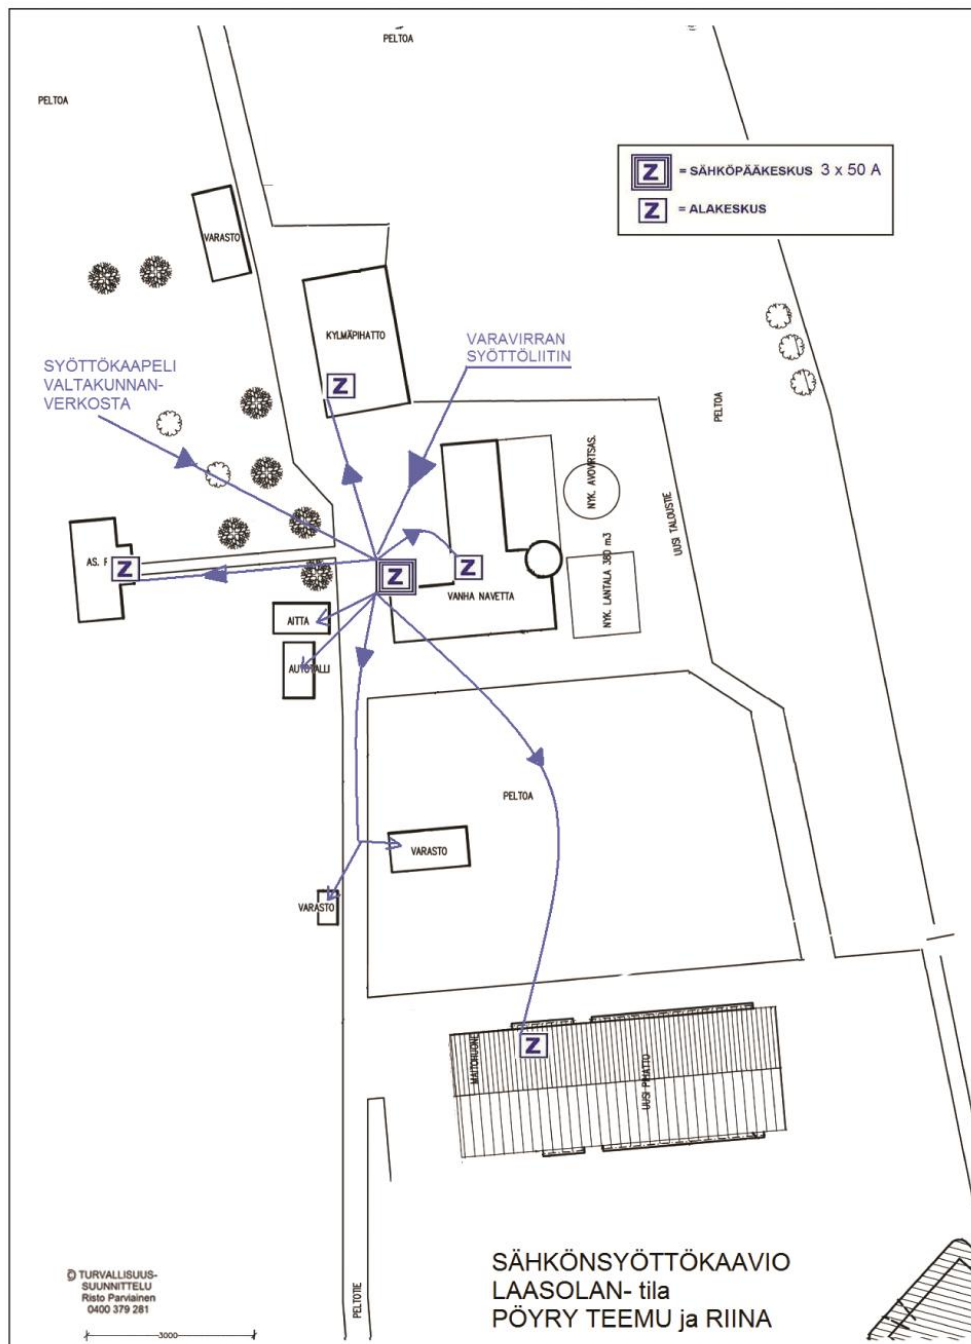 PELTOA
PELTOA
Z = SÄHKÖPÄÄKESKUS 3 x 50 A
Z = ALAKESKUS
VARASTO
KYLMÄPIHATTO
VARAVIRRAN
SYÖTTÖLIITIN
SYÖTTÖKAAPELI
VALTAKUNNAN-
VERKOSTA
Z
PELTOA
NYK. AVOVIRTSAS.
UUSI TALOUSTIE
AS.
Z
Z
Z
VANHA NAVETTA
NYK. LANTALA 380 m3
AITTA
AUTOTALLI
PELTOA
VARASTO
VARASTO
Z
MAITOHUONE
UUSI PIHATTO
SÄHKÖNSYÖTTÖKAAVIO
LAASOLAN- tila
PÖYRY TEEMU ja RIINA
© TURVALLISUUS-
SUUNNITTELU
Risto Parviainen
0400 379 281
3000
PELTOTIE